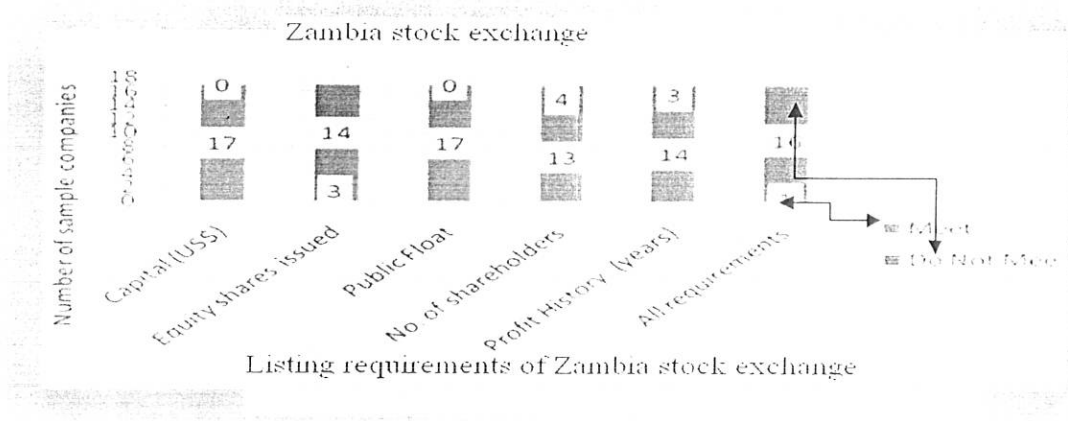 Zambia stock exchange
Number of sample companies
0 0 4 3
17 14 17 13 14 16
3
Capital (US$)
Equity shares issued
Public Float
No. of shareholders
Profit History (years)
All requirements
Meet
Do Not Mee
Listing requirements of Zambia stock exchange